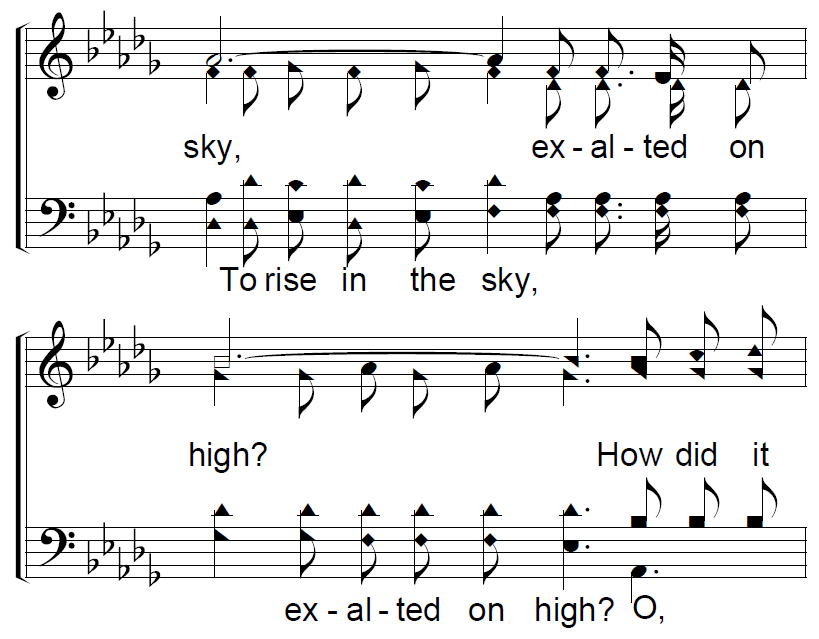 sky, ex - al - ted on
To rise in the sky,
high? How did it
ex - al - ted on high? O,